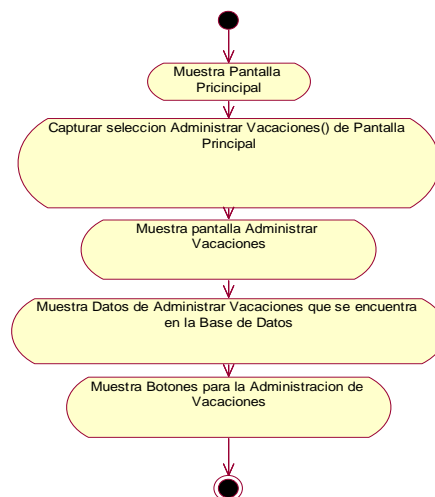 Muestra Pantalla
Pricincipal
Capturar seleccion Administrar Vacaciones() de Pantalla
Principal
Muestra pantalla Administrar
Vacaciones
Muestra Datos de Administrar Vacaciones que se encuentra
en la Base de Datos
Muestra Botones para la Administracion de
Vacaciones